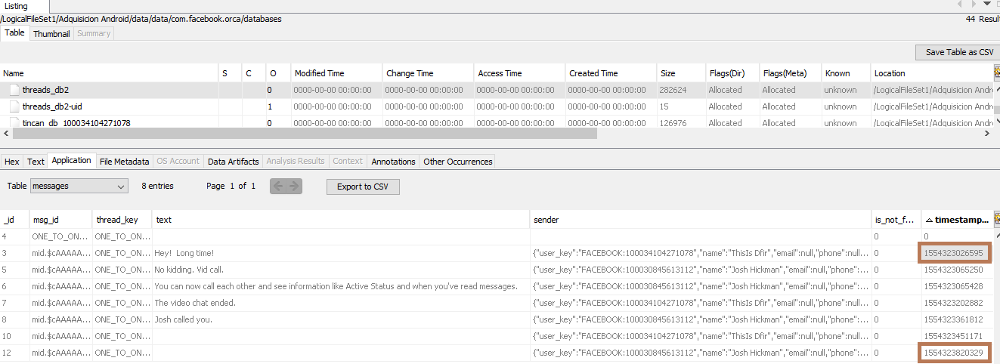 Listing
/LogicalFileSet1/Adquisicion Android/data/data/com.facebook.orca/databases 44 Result
Table Thumbnail Summary
Save Table as CSV
Name S C O Modified Time Change Time Access Time Created Time Size Flags(Dir) Flags(Meta) Known Location
threads_db2 0 0000-00-00 00:00:00 0000-00-00 00:00:00 0000-00-00 00:00:00 0000-00-00 00:00:00 282624 Allocated Allocated unknown /LogicalFileSet1/Adquisicion Andr
threads_db2-uid 1 0000-00-00 00:00:00 0000-00-00 00:00:00 0000-00-00 00:00:00 0000-00-00 00:00:00 15 Allocated Allocated unknown /LogicalFileSet1/Adquisicion Andro
tincan_db_100034104271078 0 0000-00-00 00:00:00 0000-00-00 00:00:00 0000-00-00 00:00:00 0000-00-00 00:00:00 126976 Allocated Allocated unknown /LogicalFileSet1/Adquisicion Andr
Hex Text Application File Metadata OS Account Data Artifacts Analysis Results Context Annotations Other Occurrences
Table messages 8 entries Page 1 of 1 Export to CSV
_id msg_id thread_key text sender is_not_f... timestamp...
4 ONE_TO_ON... ONE_TO_ON... 0 0
3 mid.$cAAAAA... ONE_TO_ON... Hey! Long time! {"user_key":"FACEBOOK:100034104271078","name":"ThisIs Dfir","email":null,"phone":null... 0 1554323026595
5 mid.$cAAAAA... ONE_TO_ON... No kidding. Vid call. {"user_key":"FACEBOOK:100030845613112","name":"Josh Hickman","email":null,"phone":... 0 1554323065250
6 mid.$cAAAAA... ONE_TO_ON... You can now call each other and see information like Active Status and when you've read messages. {"user_key":"FACEBOOK:100030845613112","name":"Josh Hickman","email":null,"phone":... 0 1554323065428
7 mid.$cAAAAA... ONE_TO_ON... The video chat ended. {"user_key":"FACEBOOK:100034104271078","name":"ThisIs Dfir","email":null,"phone":null... 0 1554323202882
8 mid.$cAAAAA... ONE_TO_ON... Josh called you. {"user_key":"FACEBOOK:100030845613112","name":"Josh Hickman","email":null,"phone":... 0 1554323361812
10 mid.$cAAAAA... ONE_TO_ON... {"user_key":"FACEBOOK:100034104271078","name":"ThisIs Dfir","email":null,"phone":null... 0 1554323451171
12 mid.$cAAAAA... ONE_TO_ON... {"user_key":"FACEBOOK:100030845613112","name":"Josh Hickman","email":null,"phone":... 0 1554323820329